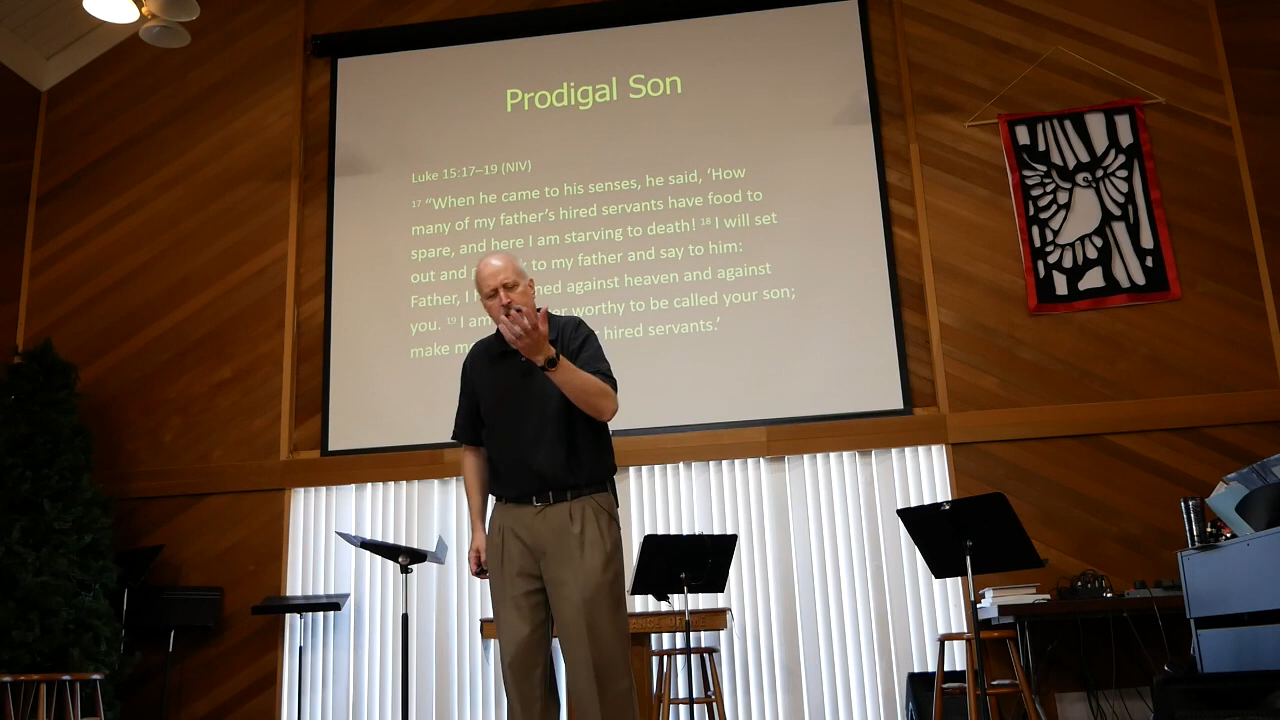 Prodigal Son
Luke 15:17–19 (NIV)
17 “When he came to his senses, he said, ‘How
many of my father’s hired servants have food to
spare, and here I am starving to death! 18 I will set
out and to my father and say to him:
Father, I against heaven and against
you. 19 I am worthy to be called your son;
make hired servants.’
ANCE OF ME